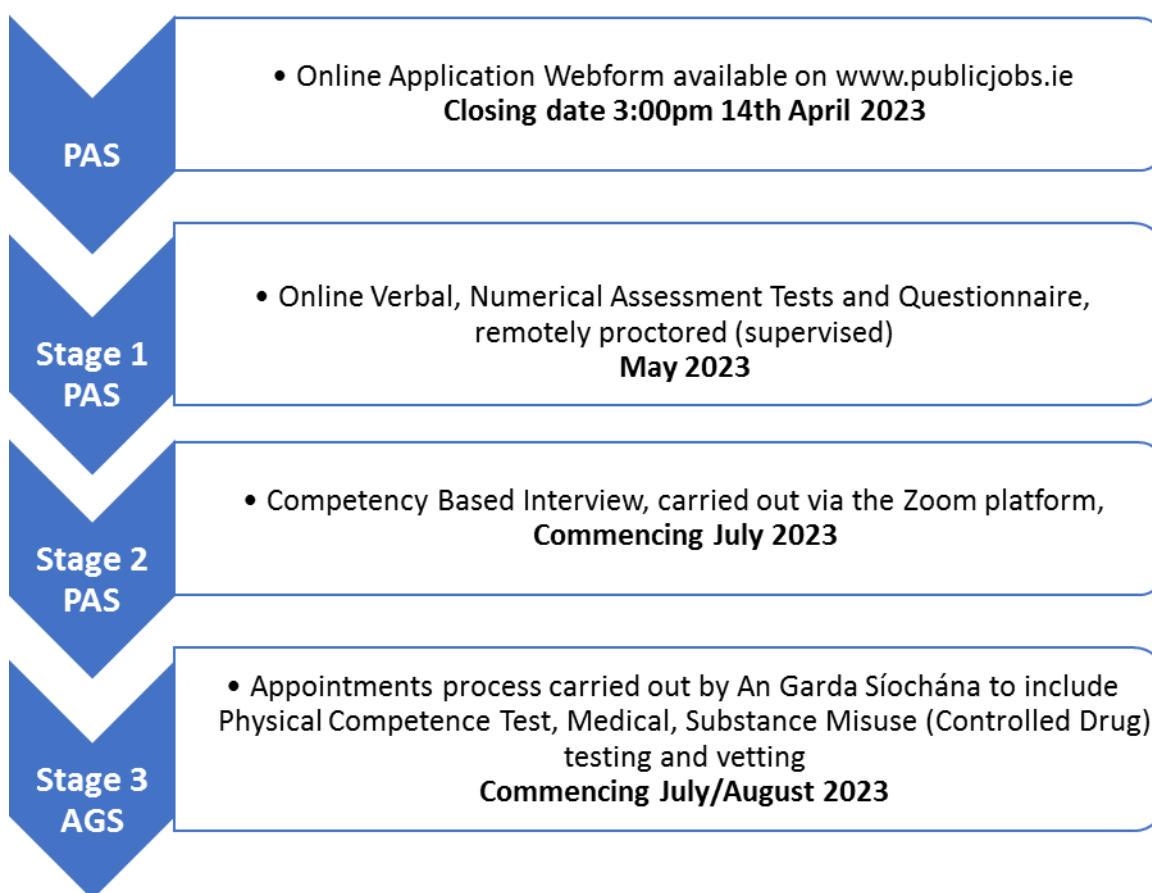 PAS
• Online Application Webform available on www.publicjobs.ie
Closing date 3:00pm 14th April 2023
Stage 1
PAS
• Online Verbal, Numerical Assessment Tests and Questionnaire,
remotely proctored (supervised)
May 2023
Stage 2
PAS
• Competency Based Interview, carried out via the Zoom platform,
Commencing July 2023
Stage 3
AGS
• Appointments process carried out by An Garda Síochána to include
Physical Competence Test, Medical, Substance Misuse (Controlled Drug)
testing and vetting
Commencing July/August 2023